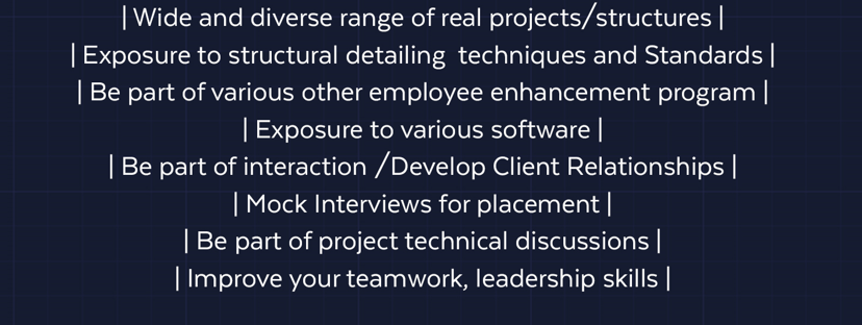 | Wide and diverse range of real projects/structures |
| Exposure to structural detailing  techniques and Standards |
| Be part of various other employee enhancement program |
| Exposure to various software |
| Be part of interaction /Develop Client Relationships |
| Mock Interviews for placement |
| Be part of project technical discussions |
| Improve your teamwork, leadership skills |